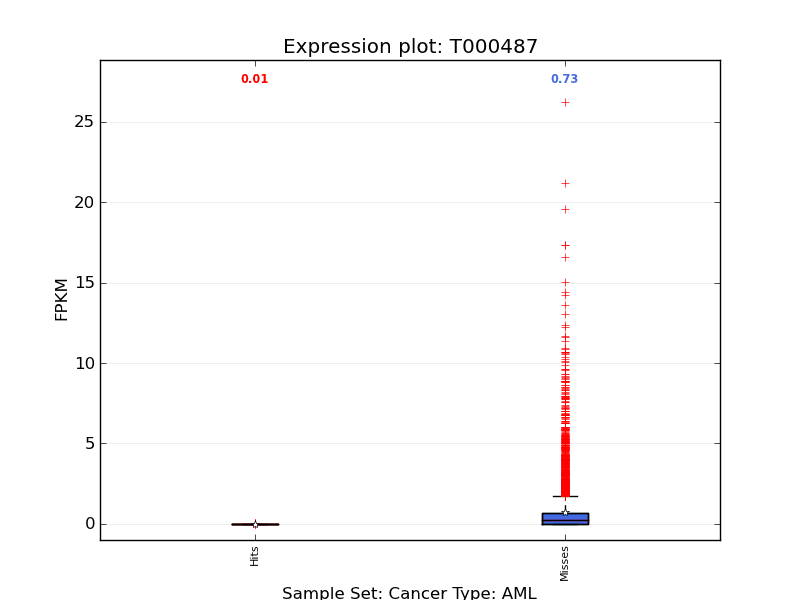 Expression plot: T000487
0.01
0.73
25
20
15
10
5
0
FPKM
Hits
Misses
Sample Set: Cancer Type: AML